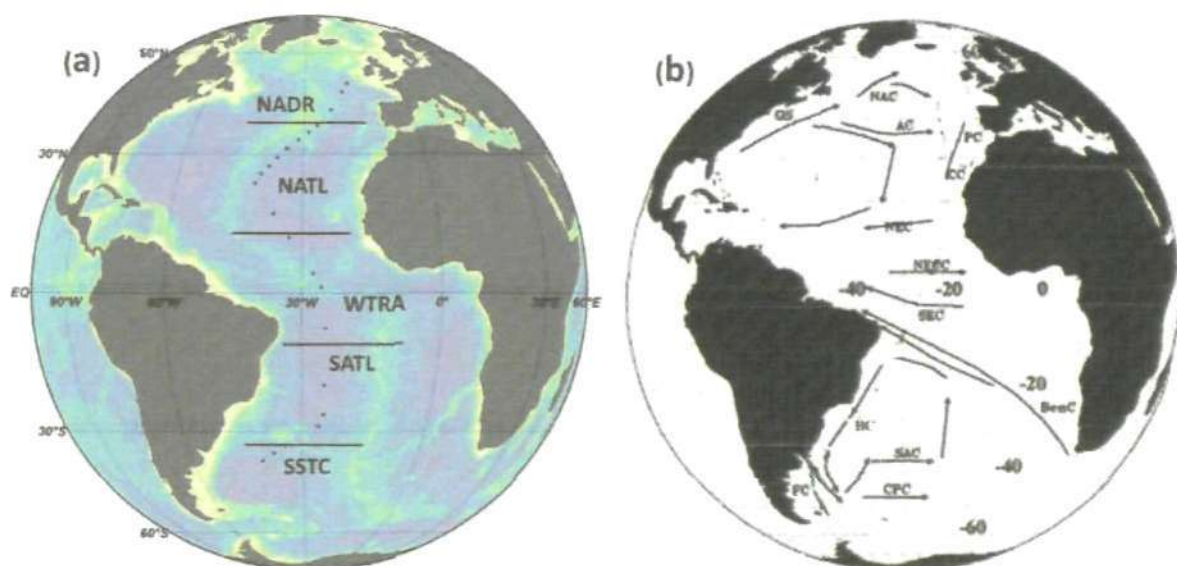 (a)
60°N
NADR
30°N
NATL
EQ
90°W
60°W
30°W
WTRA
0°
30°E
60°E
SATL
30°S
SSTC
60°S
(b)
60
NAC
GS
AC
PC
CC
NEC
NECC
-40
-20
0
SEC
-20
BenC
BC
SAC
-40
FC
CPC
-60